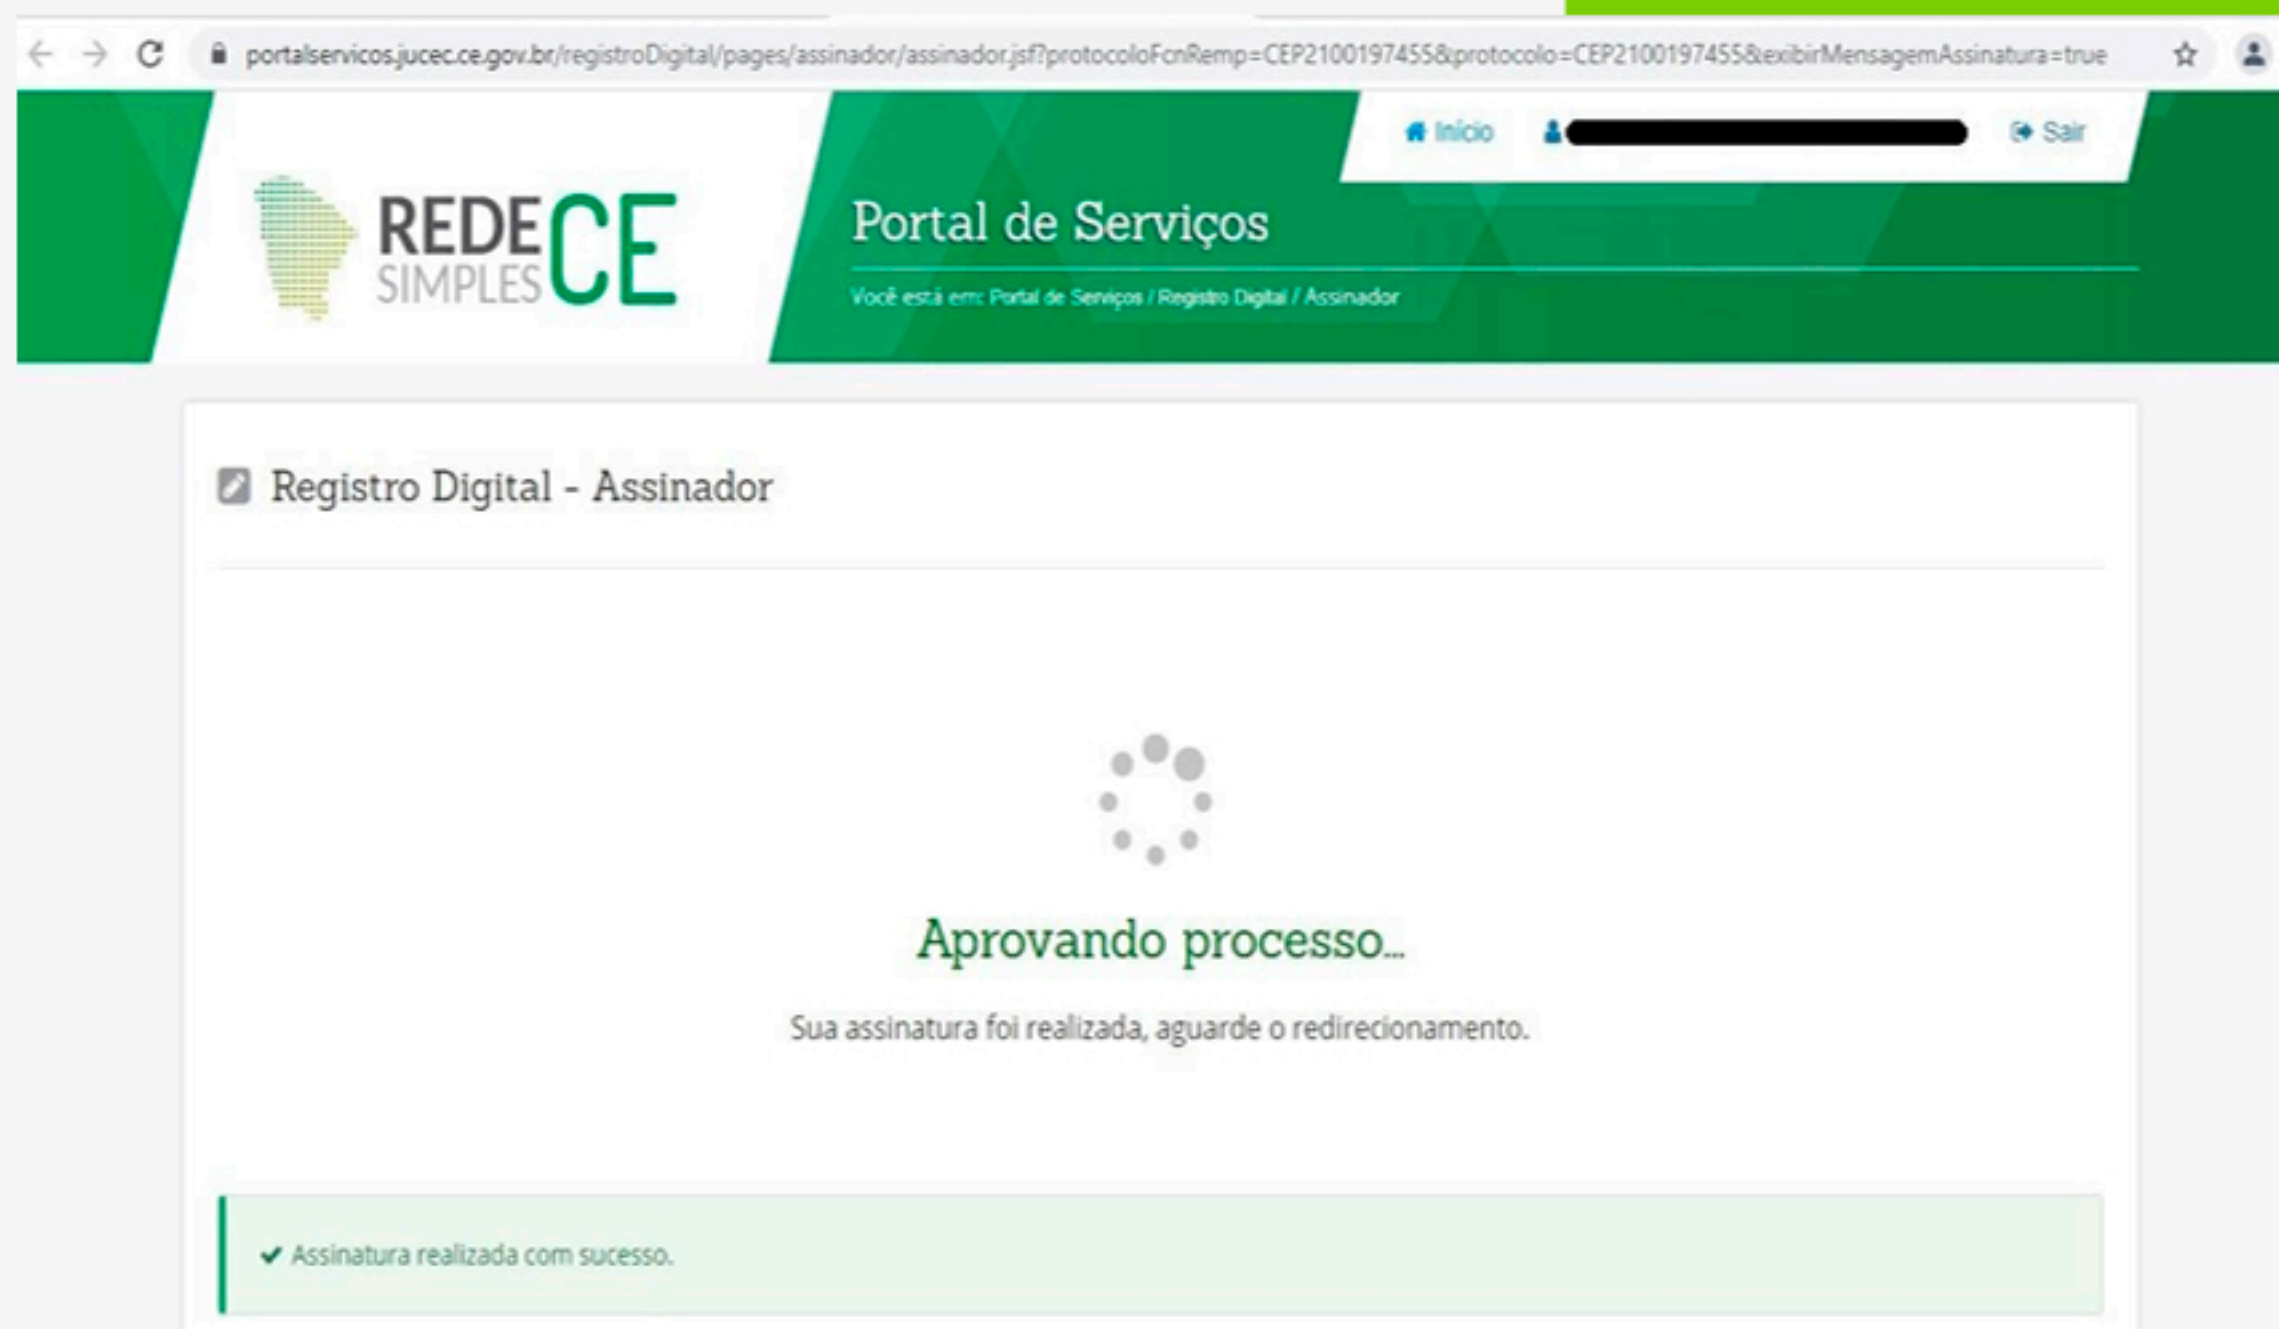 portalservicos.jucec.ce.gov.br/registroDigital/pages/assinador/assinador.jsf?protocoloFcnRemp=CEP2100197455&protocolo=CEP2100197455&exibirMensagemAssinatura=true
Início Sair
REDE CE
SIMPLES
Portal de Serviços
Você está em: Portal de Serviços / Registro Digital / Assinador
Registro Digital - Assinador
Aprovando processo...
Sua assinatura foi realizada, aguarde o redirecionamento.
Assinatura realizada com sucesso.